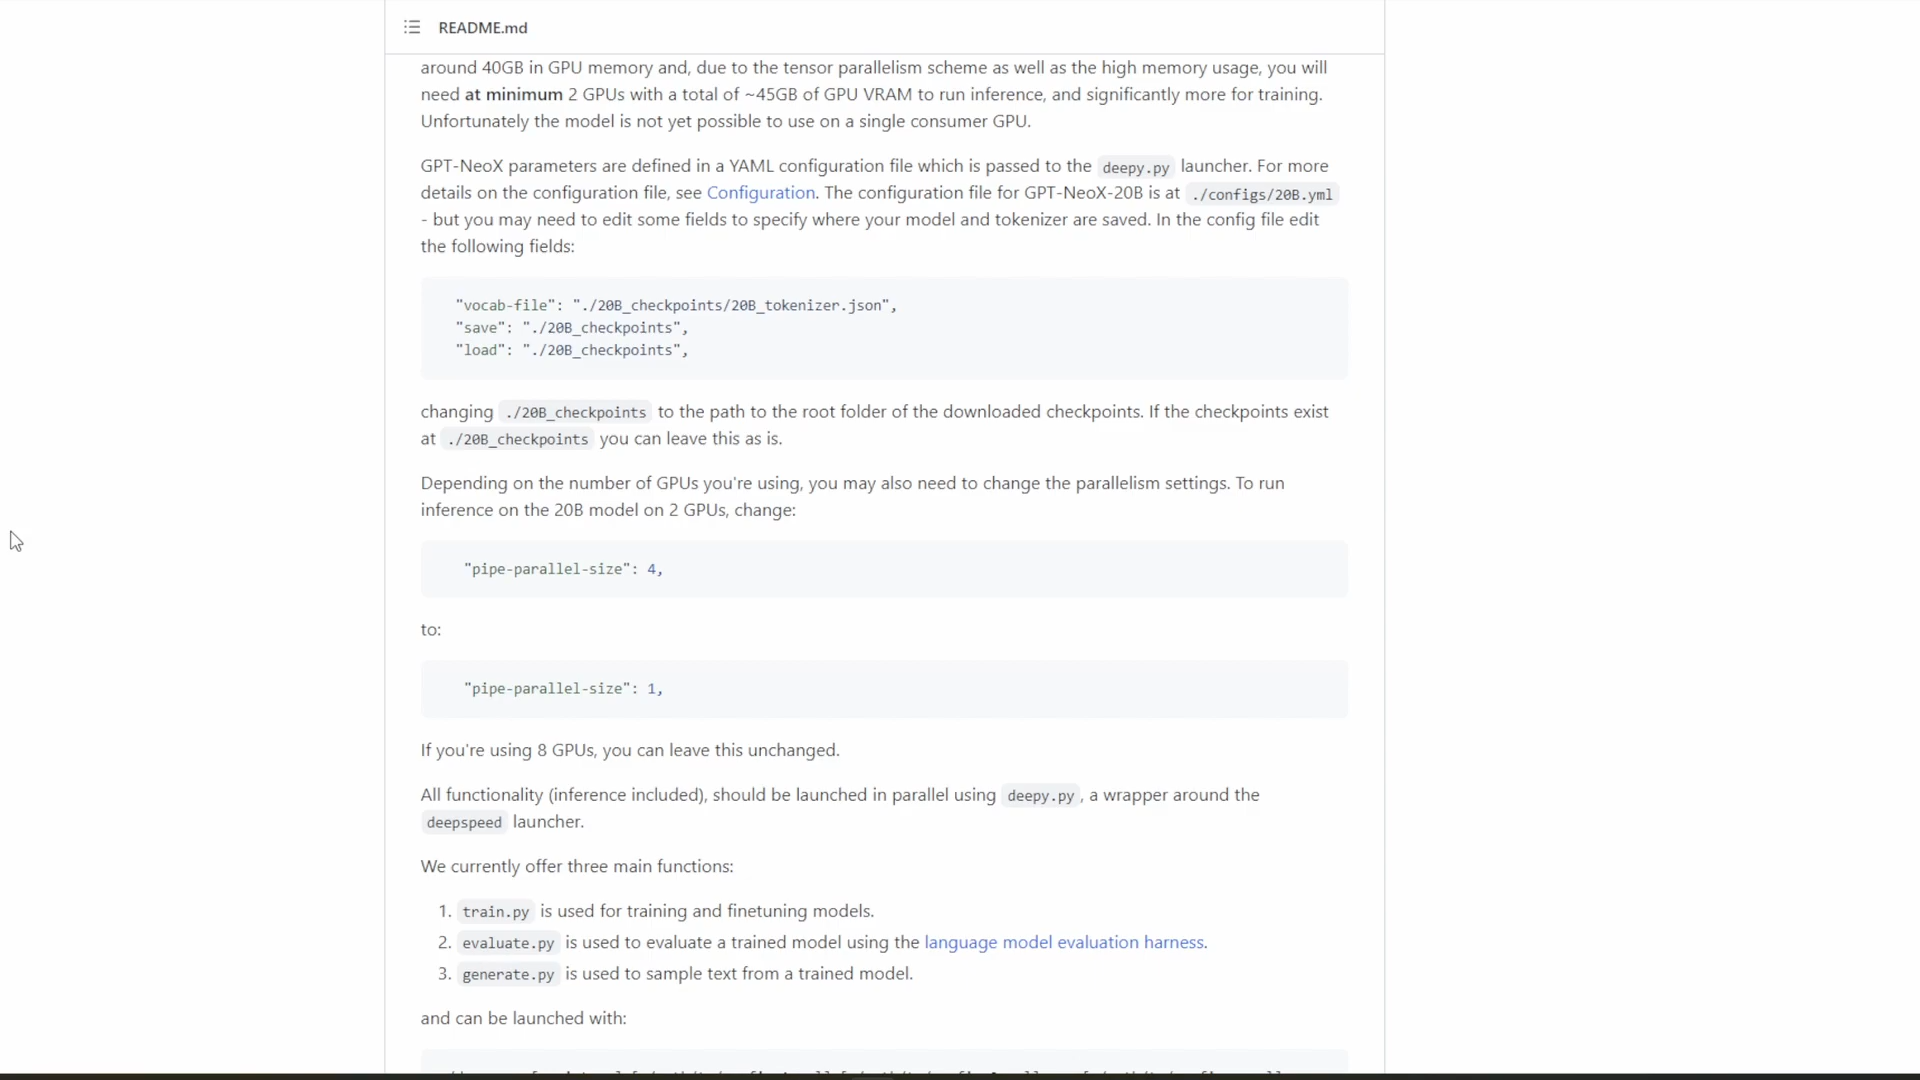 README.md
around 40GB in GPU memory and, due to the tensor parallelism scheme as well as the high memory usage, you will
need at minimum 2 GPUs with a total of ~45GB of GPU VRAM to run inference, and significantly more for training.
Unfortunately the model is not yet possible to use on a single consumer GPU.
GPT-NeoX parameters are defined in a YAML configuration file which is passed to the deepy.py launcher. For more
details on the configuration file, see Configuration. The configuration file for GPT-NeoX-20B is at ./configs/20B.yml
- but you may need to edit some fields to specify where your model and tokenizer are saved. In the config file edit
the following fields:
"vocab-file": "./20B_checkpoints/20B_tokenizer.json",
"save": "./20B_checkpoints",
"load": "./20B_checkpoints",
changing ./20B_checkpoints to the path to the root folder of the downloaded checkpoints. If the checkpoints exist
at ./20B_checkpoints you can leave this as is.
Depending on the number of GPUs you're using, you may also need to change the parallelism settings. To run
inference on the 20B model on 2 GPUs, change:
"pipe-parallel-size": 4,
to:
"pipe-parallel-size": 1,
If you're using 8 GPUs, you can leave this unchanged.
All functionality (inference included), should be launched in parallel using deepy.py, a wrapper around the
deepspeed launcher.
We currently offer three main functions:
1. train.py is used for training and finetuning models.
2. evaluate.py is used to evaluate a trained model using the language model evaluation harness.
3. generate.py is used to sample text from a trained model.
and can be launched with: